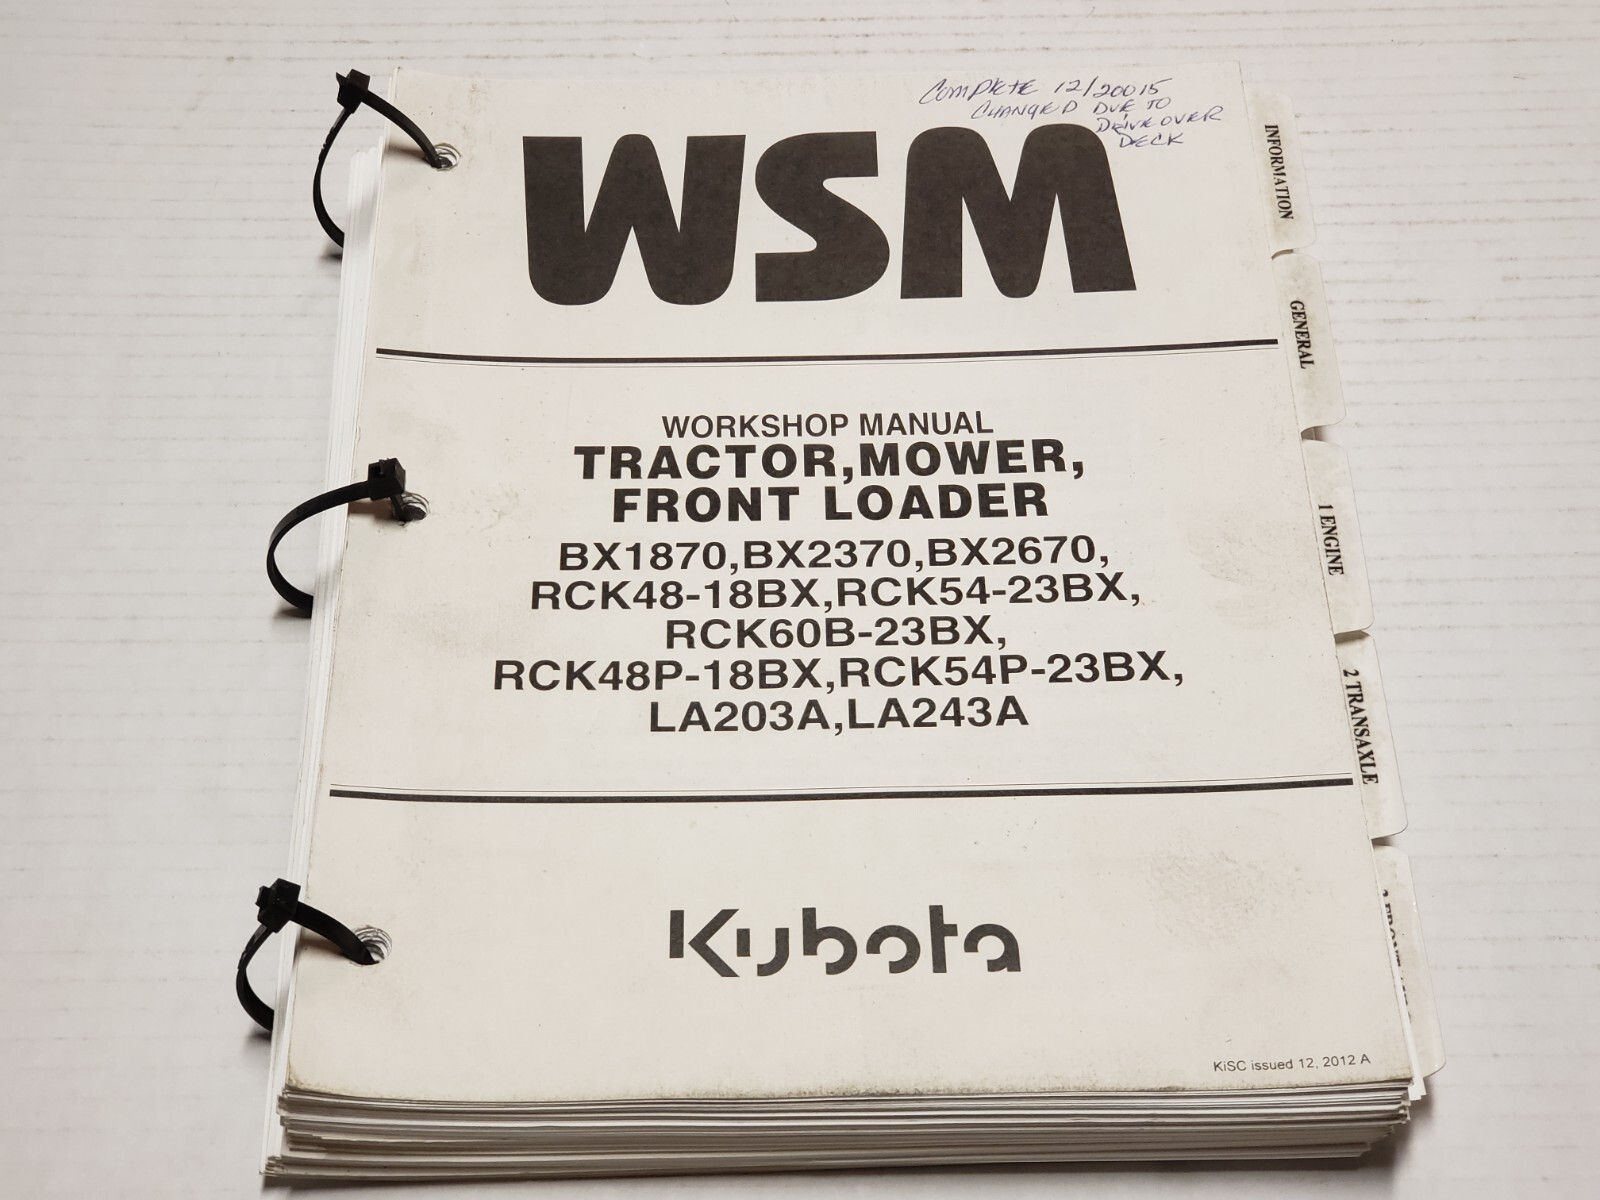 COMPLETE 12/20015
CHANGED DUE TO
DRIVE OVER
DECK
WSM
WORKSHOP MANUAL
TRACTOR,MOWER,
FRONT LOADER
BX1870,BX2370,BX2670,
RCK48-18BX,RCK54-23BX,
RCK60B-23BX,
RCK48P-18BX,RCK54P-23BX,
LA203A,LA243A
Kubota
KiSC issued 12, 2012 A
INFORMATION
GENERAL
1 ENGINE
2 TRANSAXLE